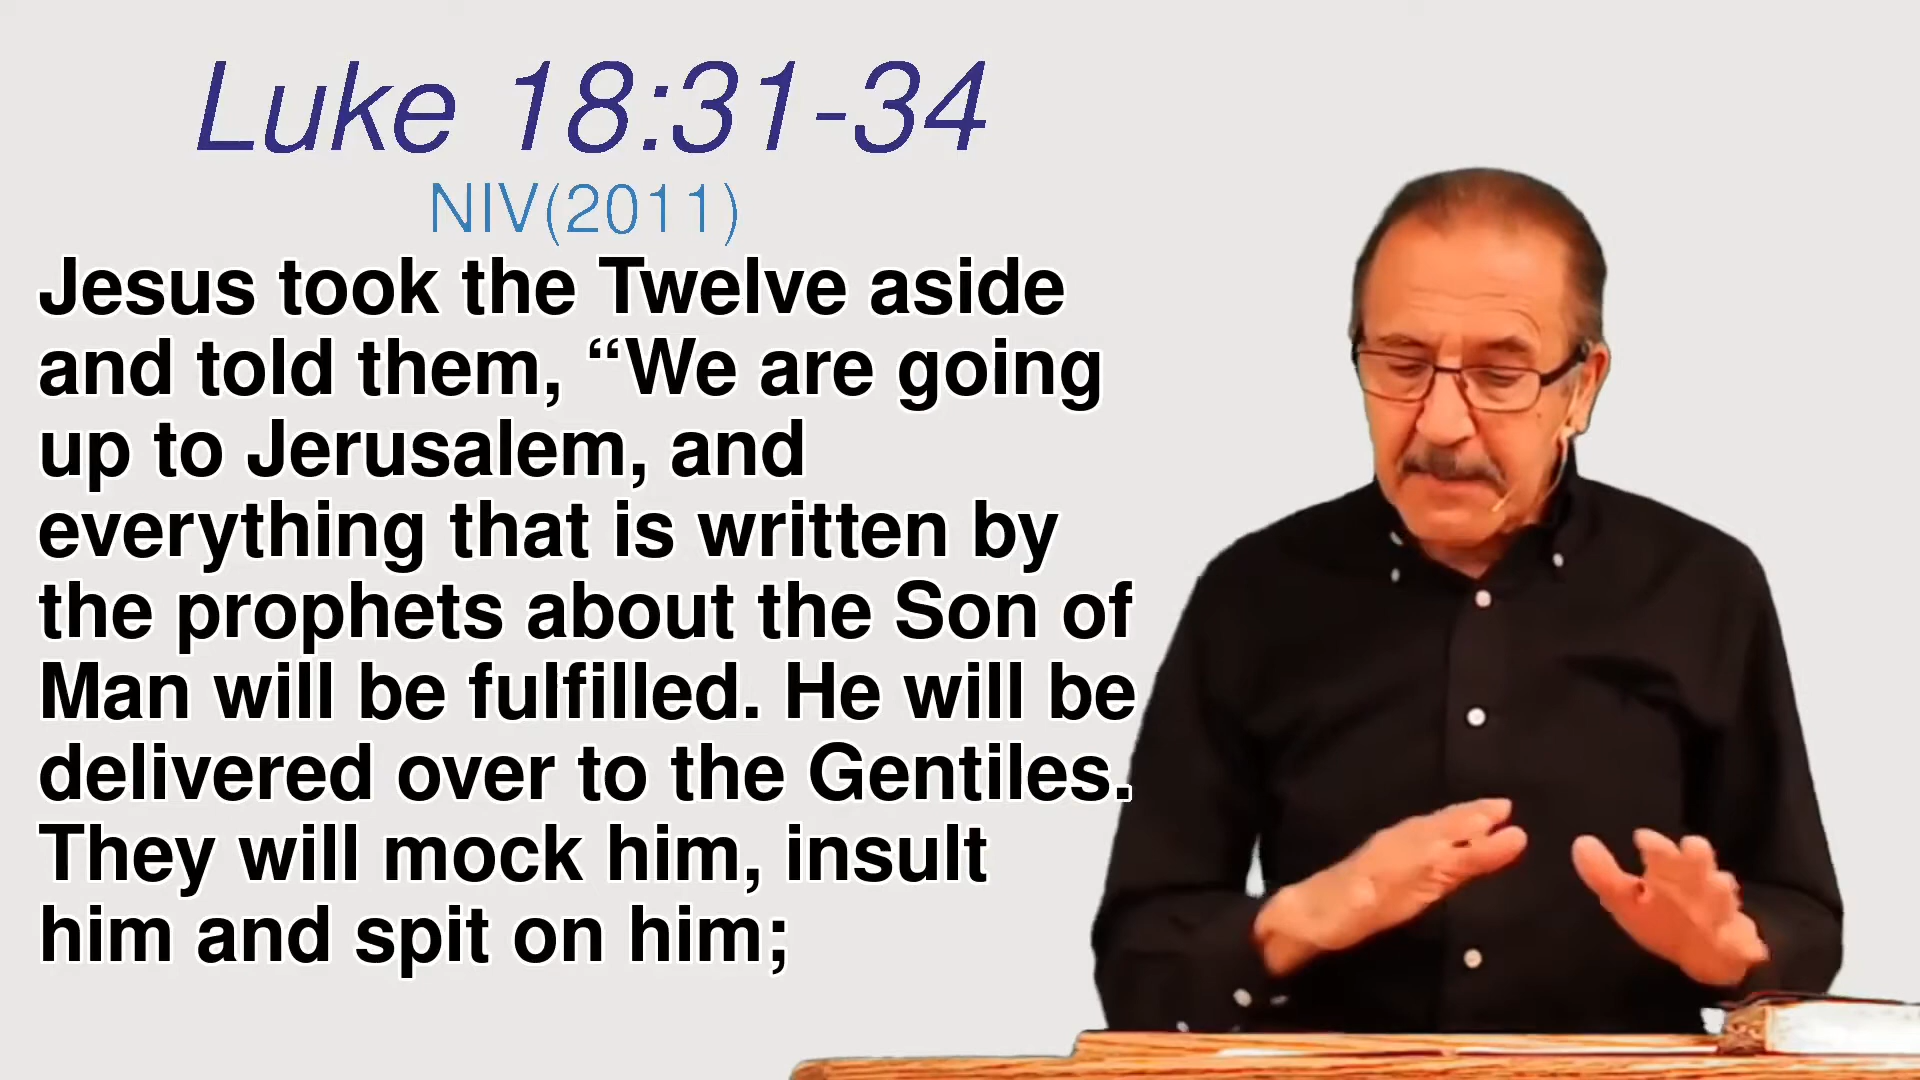 Luke 18:31-34
NIV(2011)
Jesus took the Twelve aside
and told them, “We are going
up to Jerusalem, and
everything that is written by
the prophets about the Son of
Man will be fulfilled. He will be
delivered over to the Gentiles.
They will mock him, insult
him and spit on him;